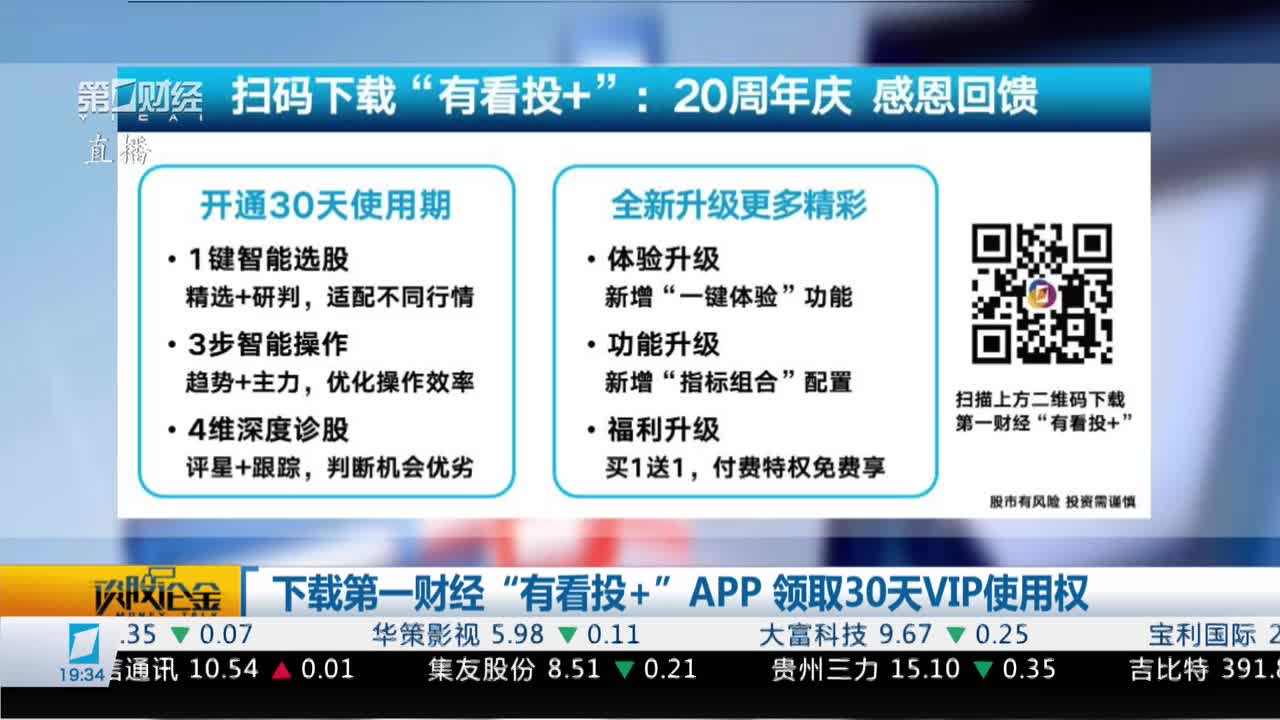 第一财经
YICAI
直播
扫码下载“有看投+”：20周年庆 感恩回馈
开通30天使用期
· 1键智能选股
精选+研判，适配不同行情
· 3步智能操作
趋势+主力，优化操作效率
· 4维深度诊股
评星+跟踪，判断机会优劣
全新升级更多精彩
· 体验升级
新增“一键体验”功能
· 功能升级
新增“指标组合”配置
· 福利升级
买1送1，付费特权免费享
扫描上方二维码下载
第一财经“有看投+”
股市有风险 投资需谨慎
谈股论金
MONEY TALK
下载第一财经“有看投+”APP 领取30天VIP使用权
.35 ▼ 0.07 华策影视 5.98 ▼ 0.11 大富科技 9.67 ▼ 0.25 宝利国际 2
19:34
信通讯 10.54 ▲ 0.01 集友股份 8.51 ▼ 0.21 贵州三力 15.10 ▼ 0.35 吉比特 391.8